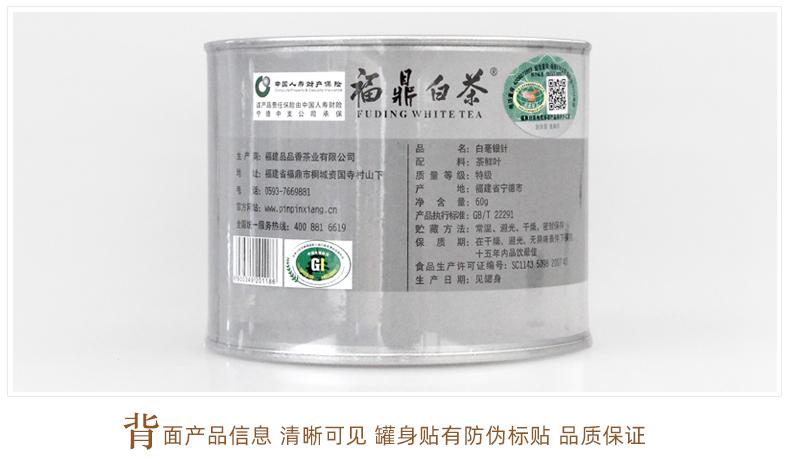 中国人寿财产保险
China Life Property & Casualty Insurance
该产品责任保险由中国人寿财险
宁德中支公司承保
福鼎白茶®
FUDING WHITE TEA
生产商：福建品品香茶业有限公司
地址：福建省福鼎市桐城资国寺村山下
电话：0593-7669881
官方网站：www.pinpinxiang.cn
全国统一服务热线：400 881 6619
GI
品名：白毫银针
配料：茶鲜叶
质量等级：特级
产地：福建省宁德市
净含量：60g
产品执行标准：GB/T 22291
贮藏方法：常温、避光、干燥、密封保存
保质期：在干燥、避光、无异味条件下
十五年内品饮最佳
食品生产许可证编号：SC1143 5098 2007 40
生产日期：见罐身
背面产品信息 清晰可见 罐身贴有防伪标贴 品质保证